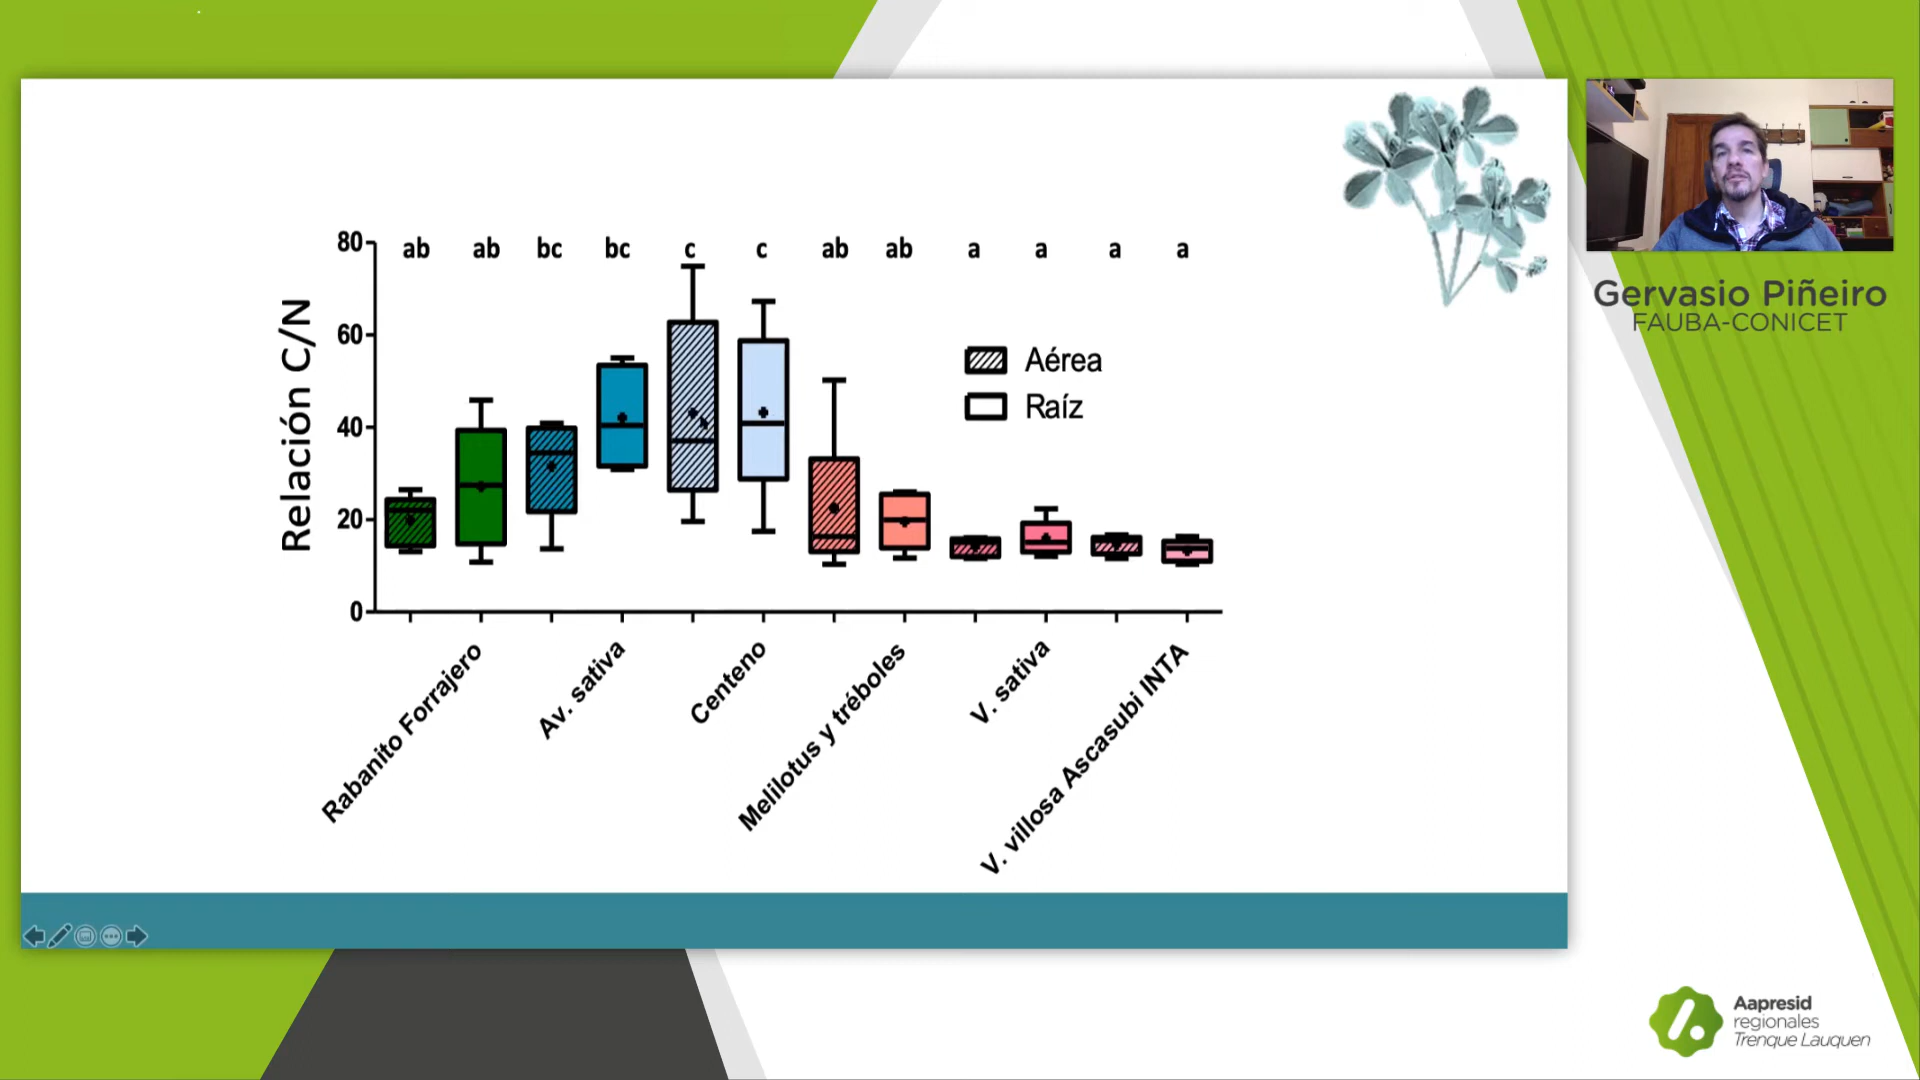 Relación C/N
80
60
40
20
0
ab ab bc bc c c ab ab a a a a
Aérea
Raíz
Rabanito Forrajero
Av. sativa
Centeno
Melilotus y tréboles
V. sativa
V. villosa Ascasubi INTA
Gervasio Piñeiro
FAUBA-CONICET
Aapresid
regionales
Trenque Lauquen